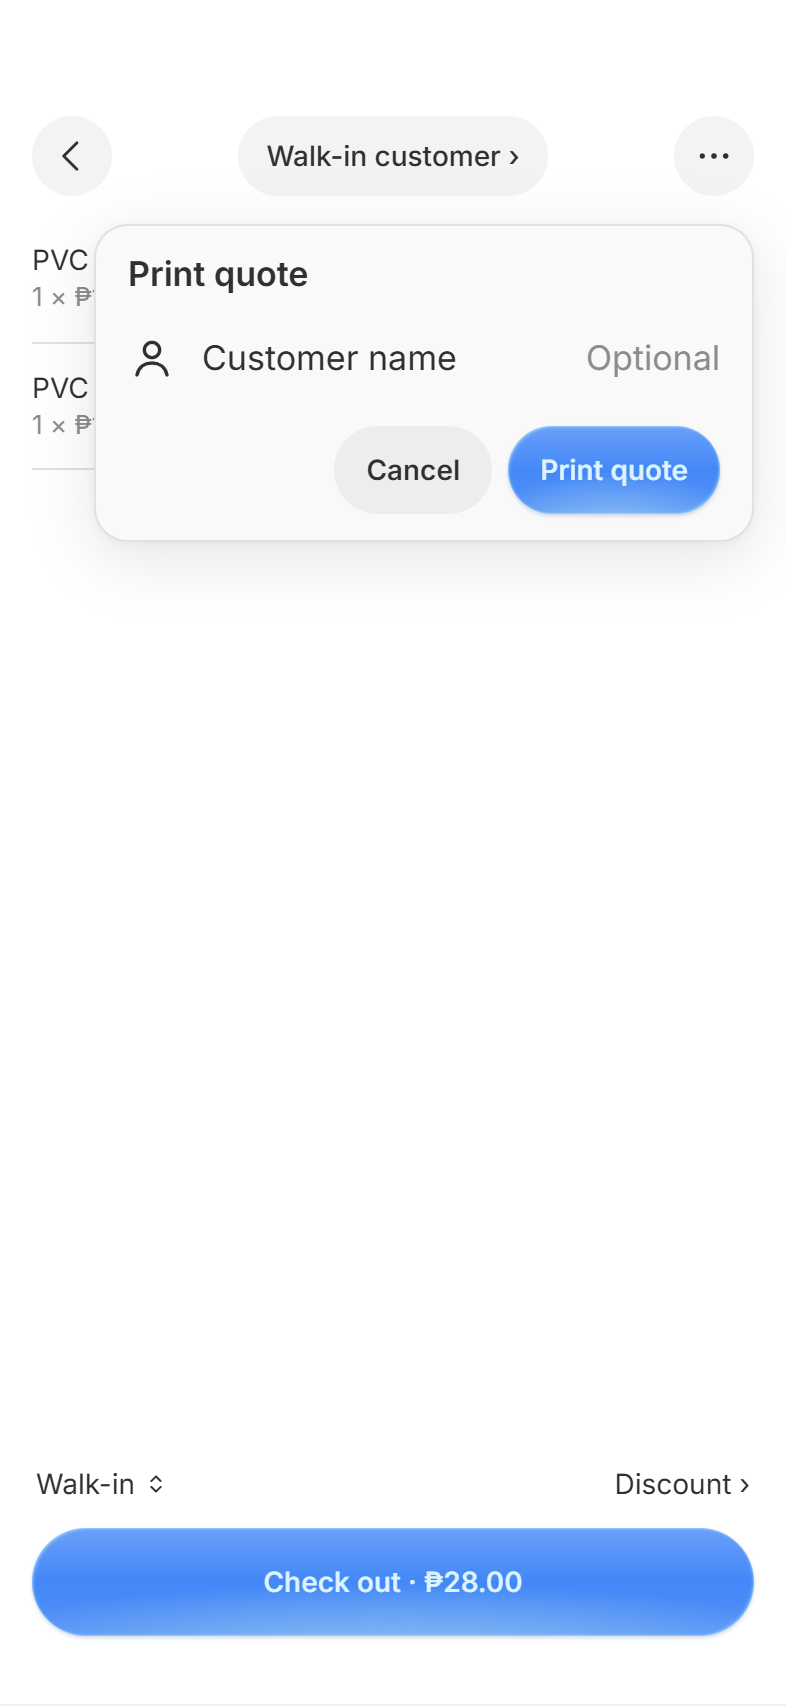 Walk-in customer ›
PVC
1 × ₱
PVC
1 × ₱
Print quote
Customer name Optional
Cancel Print quote
Walk-in Discount ›
Check out · ₱28.00